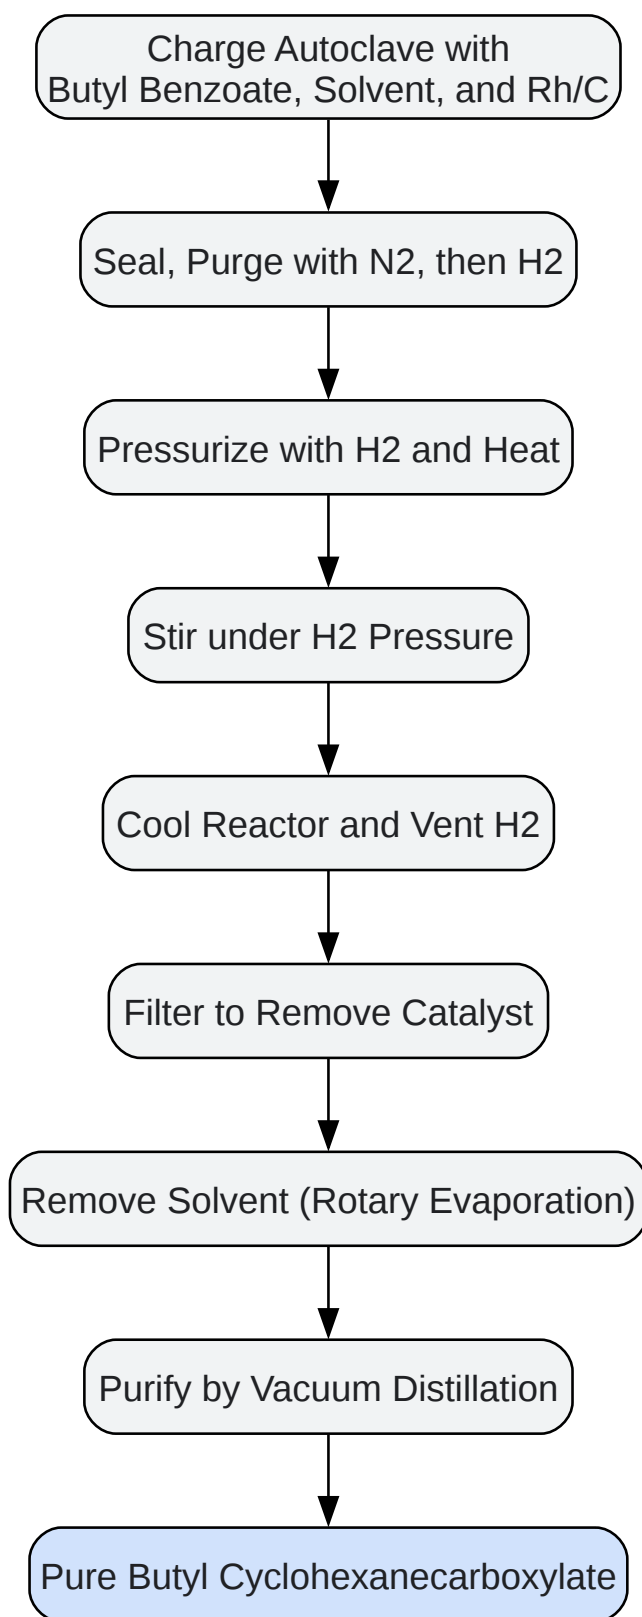 Charge Autoclave with
Butyl Benzoate, Solvent, and Rh/C
Seal, Purge with N2, then H2
Pressurize with H2 and Heat
Stir under H2 Pressure
Cool Reactor and Vent H2
Filter to Remove Catalyst
Remove Solvent (Rotary Evaporation)
Purify by Vacuum Distillation
Pure Butyl Cyclohexanecarboxylate